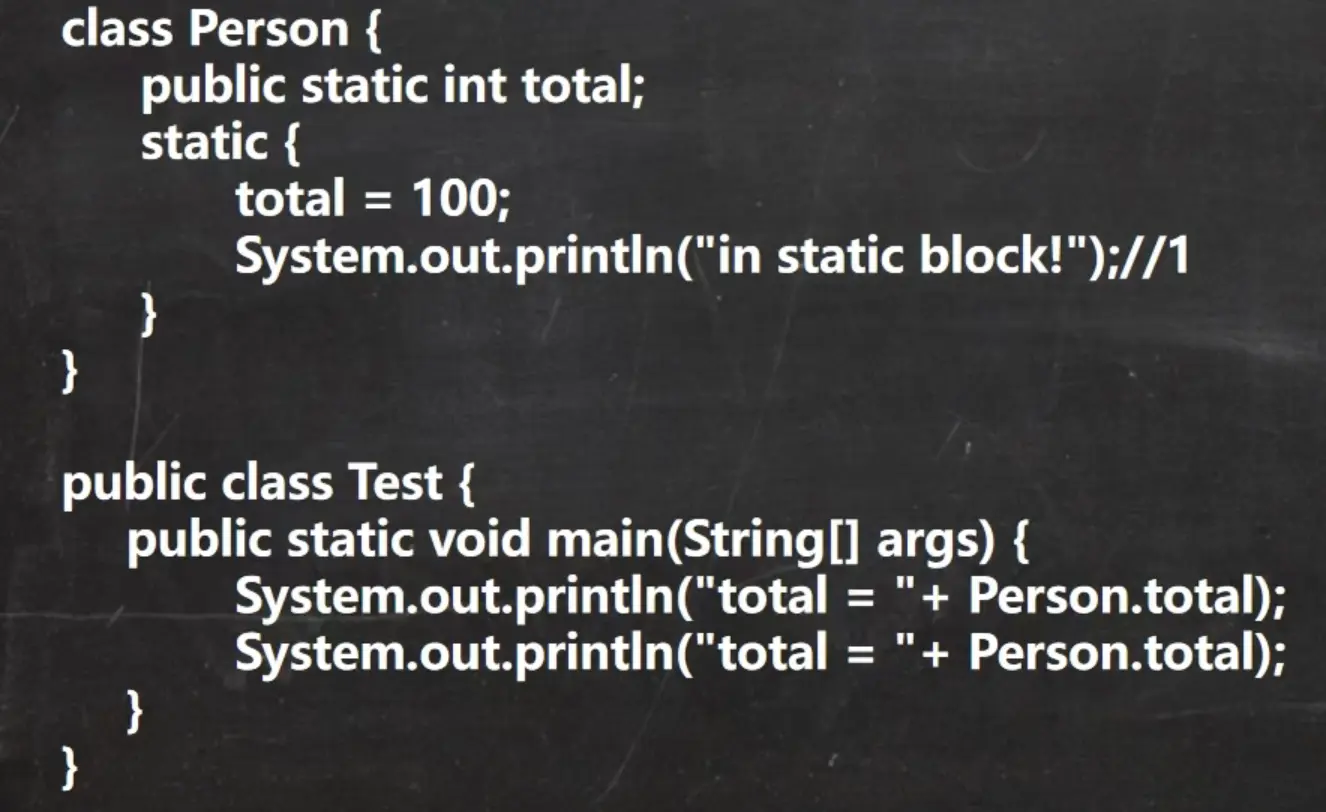 class Person {
public static int total;
static {
total = 100;
System.out.println("in static block!");//1
}
}
public class Test {
public static void main(String[] args) {
System.out.println("total = "+ Person.total);
System.out.println("total = "+ Person.total);
}
}